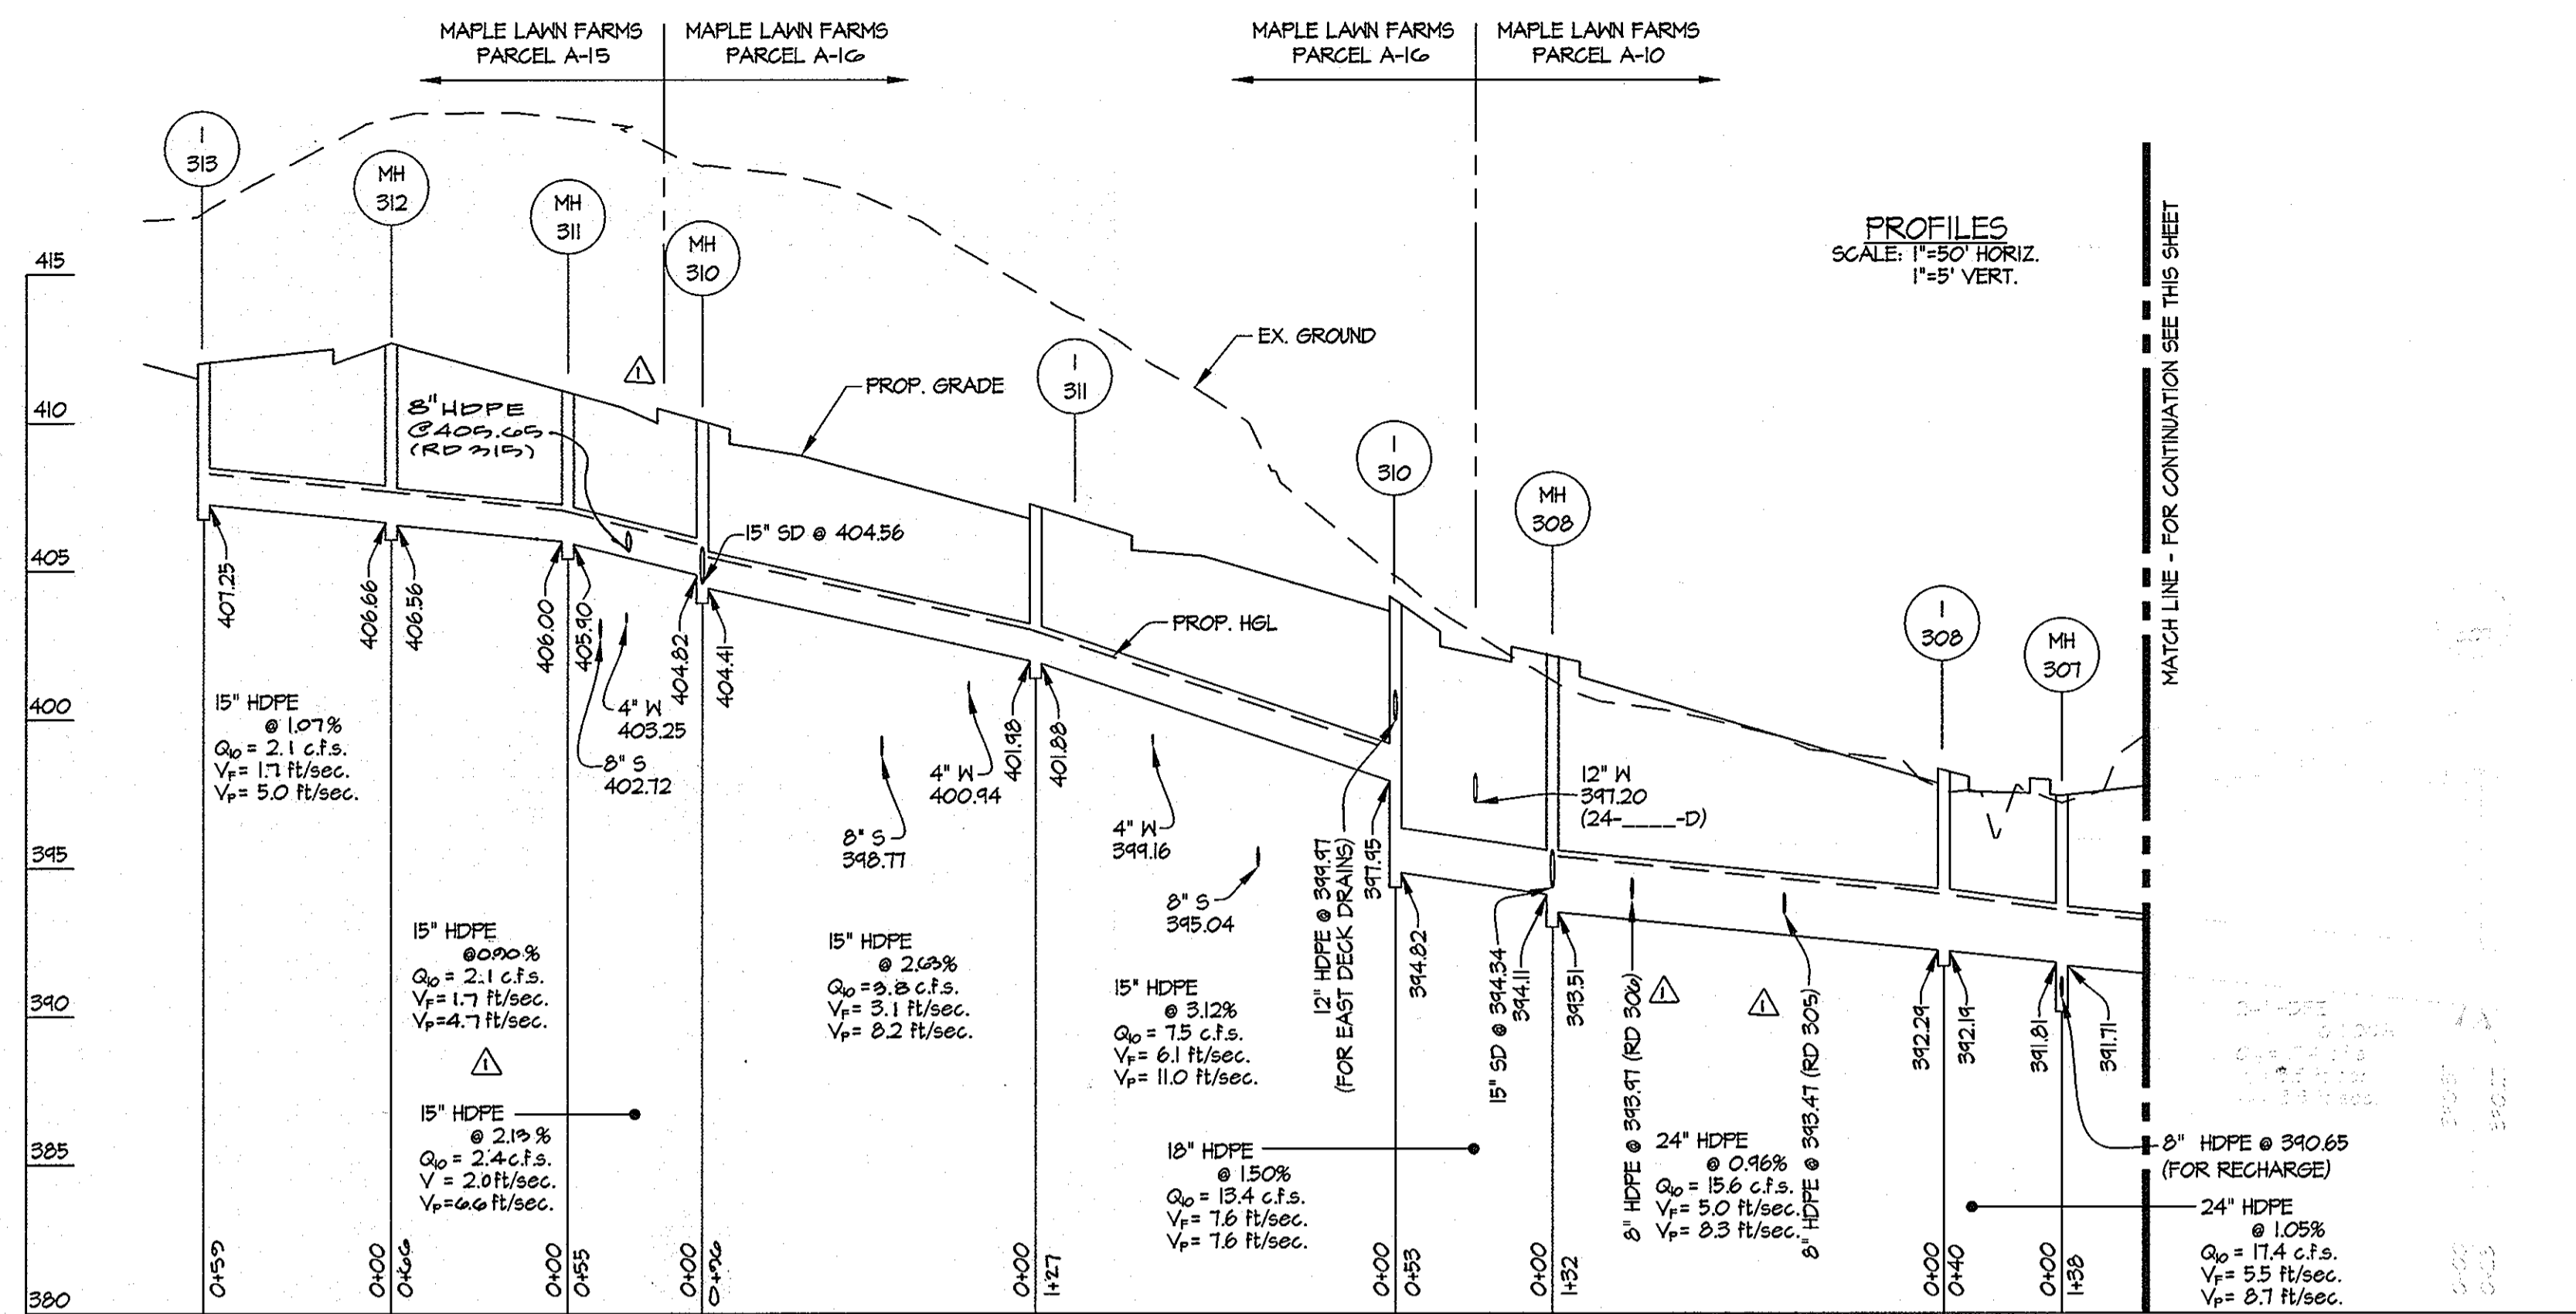 MAPLE LAWN FARMS
PARCEL A-15
MAPLE LAWN FARMS
PARCEL A-16
MAPLE LAWN FARMS
PARCEL A-16
MAPLE LAWN FARMS
PARCEL A-10
I
313
MH
312
MH
311
MH
310
I
311
I
310
MH
308
I
308
MH
307
PROFILES
SCALE: 1"=50' HORIZ.
1"=5' VERT.
MATCH LINE - FOR CONTINUATION SEE THIS SHEET
415
410
405
400
395
390
385
380
EX. GROUND
PROP. GRADE
PROP. HGL
1
8" HDPE
@ 405.65
(RD 315)
15" SD @ 404.56
407.25
406.66
406.56
406.00
405.90
404.82
404.41
401.98
401.88
397.95
394.82
394.11
393.51
392.29
392.19
391.81
391.71
4" W
403.25
8" S
402.72
8" S
398.77
4" W
400.94
4" W
399.16
8" S
395.04
12" HDPE @ 399.97
(FOR EAST DECK DRAINS)
12" W
397.20
(24-____-D)
15" SD @ 394.34
8" HDPE @ 393.97 (RD 306)
1
1
8" HDPE @ 393.47 (RD 305)
15" HDPE
@ 1.07%
Q10 = 2.1 c.f.s.
VF= 1.7 ft/sec.
VP= 5.0 ft/sec.
15" HDPE
@0.90%
Q10 = 2.1 c.f.s.
VF= 1.7 ft/sec.
VP=4.7 ft/sec.
1
15" HDPE
@ 2.13%
Q10 = 2.4c.f.s.
V = 2.0ft/sec.
VP=6.6 ft/sec.
15" HDPE
@ 2.63%
Q10 =3.8 c.f.s.
VF= 3.1 ft/sec.
VP= 8.2 ft/sec.
15" HDPE
@ 3.12%
Q10 = 7.5 c.f.s.
VF= 6.1 ft/sec.
VP= 11.0 ft/sec.
18" HDPE
@ 1.50%
Q10 = 13.4 c.f.s.
VF= 7.6 ft/sec.
VP= 7.6 ft/sec.
24" HDPE
@ 0.96%
Q10 = 15.6 c.f.s.
VF= 5.0 ft/sec.
VP= 8.3 ft/sec.
8" HDPE @ 390.65
(FOR RECHARGE)
24" HDPE
@ 1.05%
Q10 = 17.4 c.f.s.
VF= 5.5 ft/sec.
VP= 8.7 ft/sec.
0+00
0+66
0+00
0+55
0+00
0+00
1+27
0+00
0+53
0+00
1+32
0+00
0+40
0+00
1+38